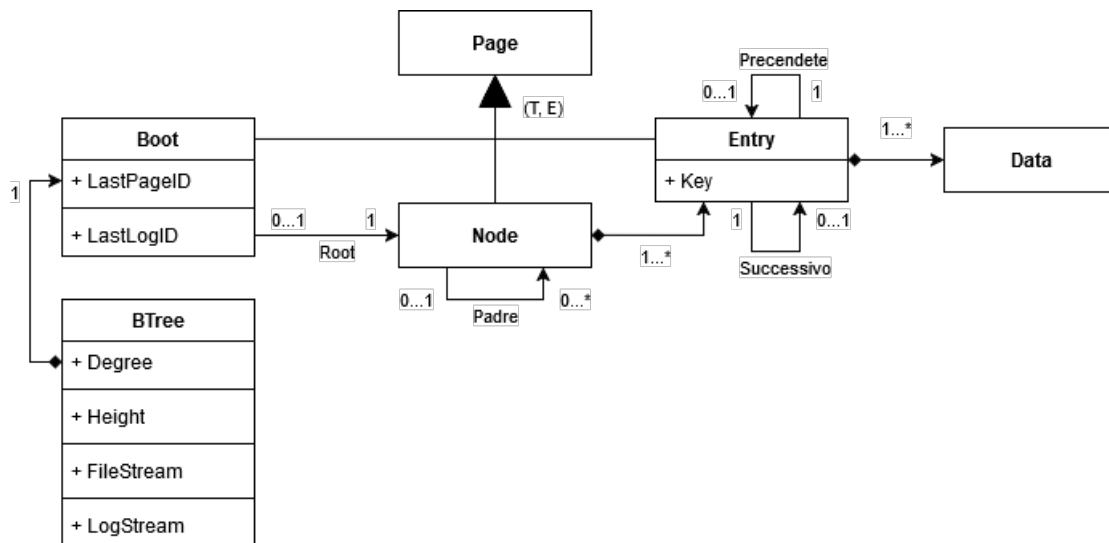 Page
(T, E)
Boot
+ LastPageID
+ LastLogID
1
0...1
1
Root
Node
0...1
0...*
Padre
1...*
Precendete
0...1
1
Entry
+ Key
1
0...1
Successivo
1...*
Data
BTree
+ Degree
+ Height
+ FileStream
+ LogStream